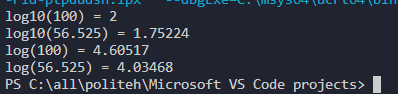 log10(100) = 2
log10(56.525) = 1.75224
log(100) = 4.60517
log(56.525) = 4.03468
PS C:\all\politeh\Microsoft VS Code projects>